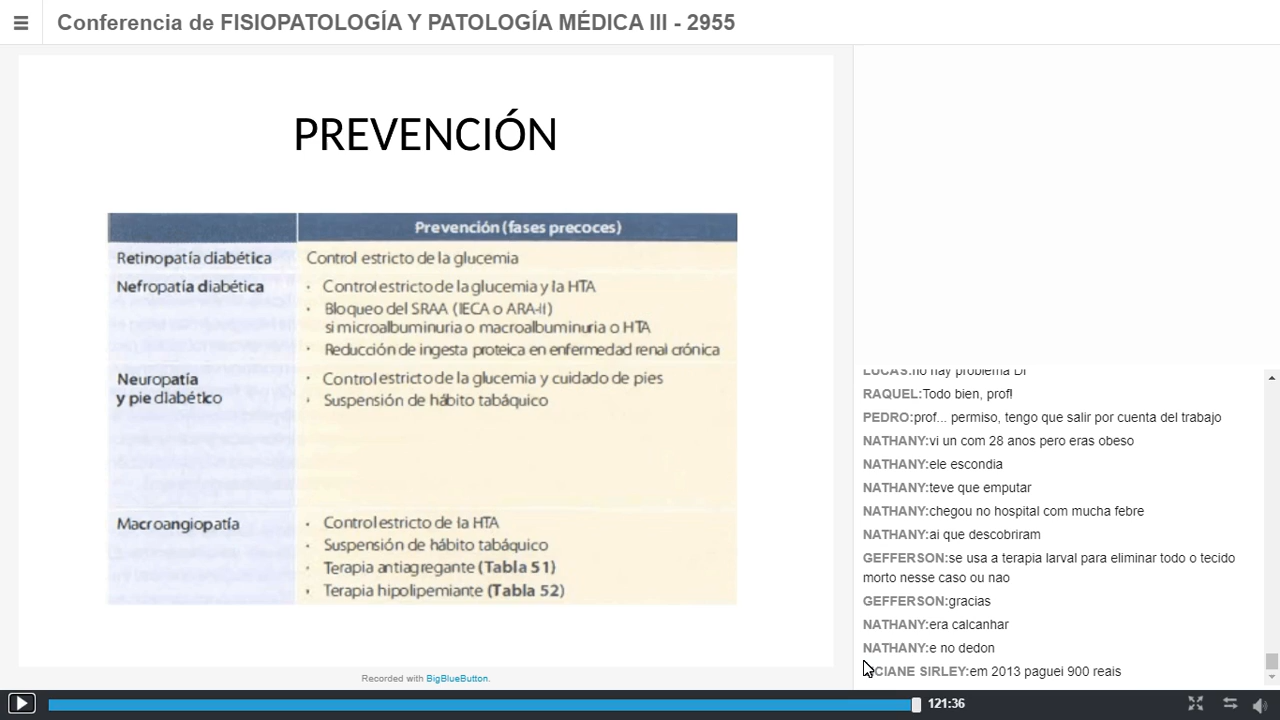 Conferencia de FISIOPATOLOGÍA Y PATOLOGÍA MÉDICA III - 2955
PREVENCIÓN
Prevención (fases precoces)
Retinopatía diabética
Control estricto de la glucemia
Nefropatía diabética
· Control estricto de la glucemia y la HTA
· Bloqueo del SRAA (IECA o ARA-II)
si microalbuminuria o macroalbuminuria o HTA
· Reducción de ingesta proteica en enfermedad renal crónica
Neuropatía
y pie diabético
· Control estricto de la glucemia y cuidado de pies
· Suspensión de hábito tabáquico
Macroangiopatía
· Control estricto de la HTA
· Suspensión de hábito tabáquico
· Terapia antiagregante (Tabla 51)
· Terapia hipolipemiante (Tabla 52)
Recorded with BigBlueButton.
LUCAS:no hay problema Dr
RAQUEL:Todo bien, prof!
PEDRO:prof... permiso, tengo que salir por cuenta del trabajo
NATHANY:vi un com 28 anos pero eras obeso
NATHANY:ele escondia
NATHANY:teve que emputar
NATHANY:chegou no hospital com mucha febre
NATHANY:ai que descobriram
GEFFERSON:se usa a terapia larval para eliminar todo o tecido
morto nesse caso ou nao
GEFFERSON:gracias
NATHANY:era calcanhar
NATHANY:e no dedon
CIANE SIRLEY:em 2013 paguei 900 reais
121:36